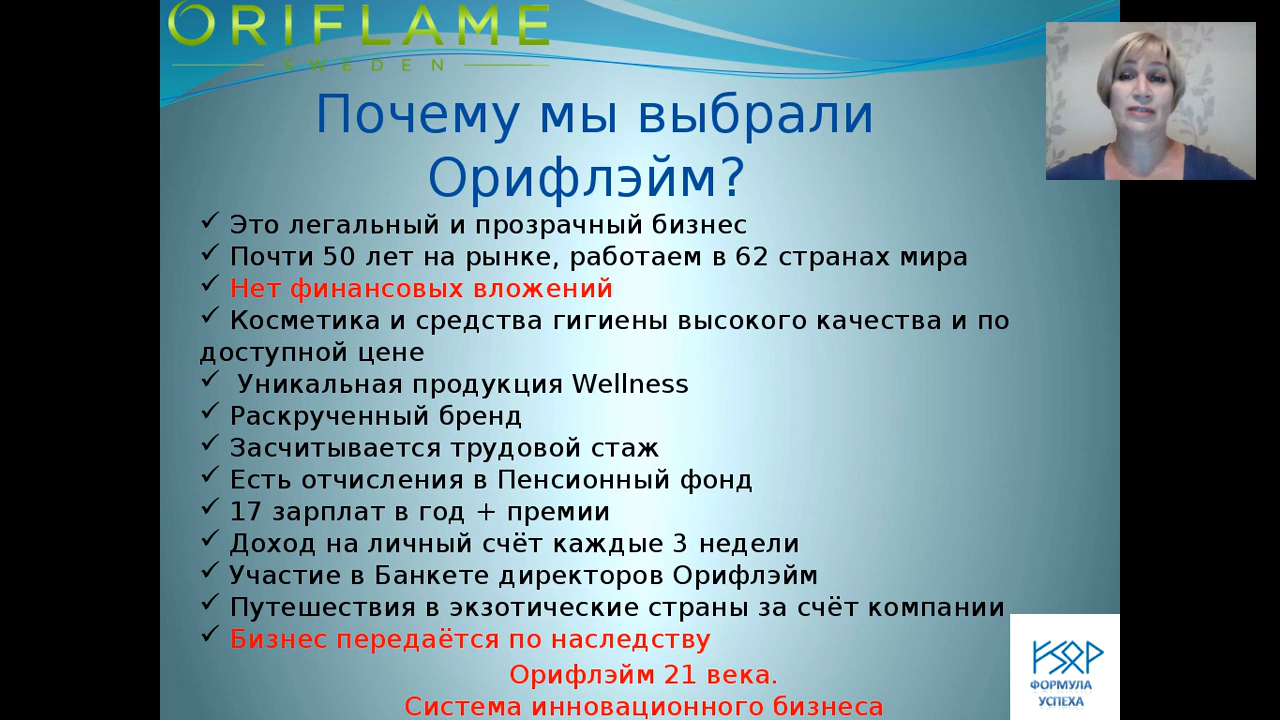 ORIFLAME
SWEDEN
Почему мы выбрали
Орифлэйм?
✓ Это легальный и прозрачный бизнес
✓ Почти 50 лет на рынке, работаем в 62 странах мира
✓ Нет финансовых вложений
✓ Косметика и средства гигиены высокого качества и по
доступной цене
✓ Уникальная продукция Wellness
✓ Раскрученный бренд
✓ Засчитывается трудовой стаж
✓ Есть отчисления в Пенсионный фонд
✓ 17 зарплат в год + премии
✓ Доход на личный счёт каждые 3 недели
✓ Участие в Банкете директоров Орифлэйм
✓ Путешествия в экзотические страны за счёт компании
✓ Бизнес передаётся по наследству
Орифлэйм 21 века.
Система инновационного бизнеса
ФОРМУЛА
УСПЕХА